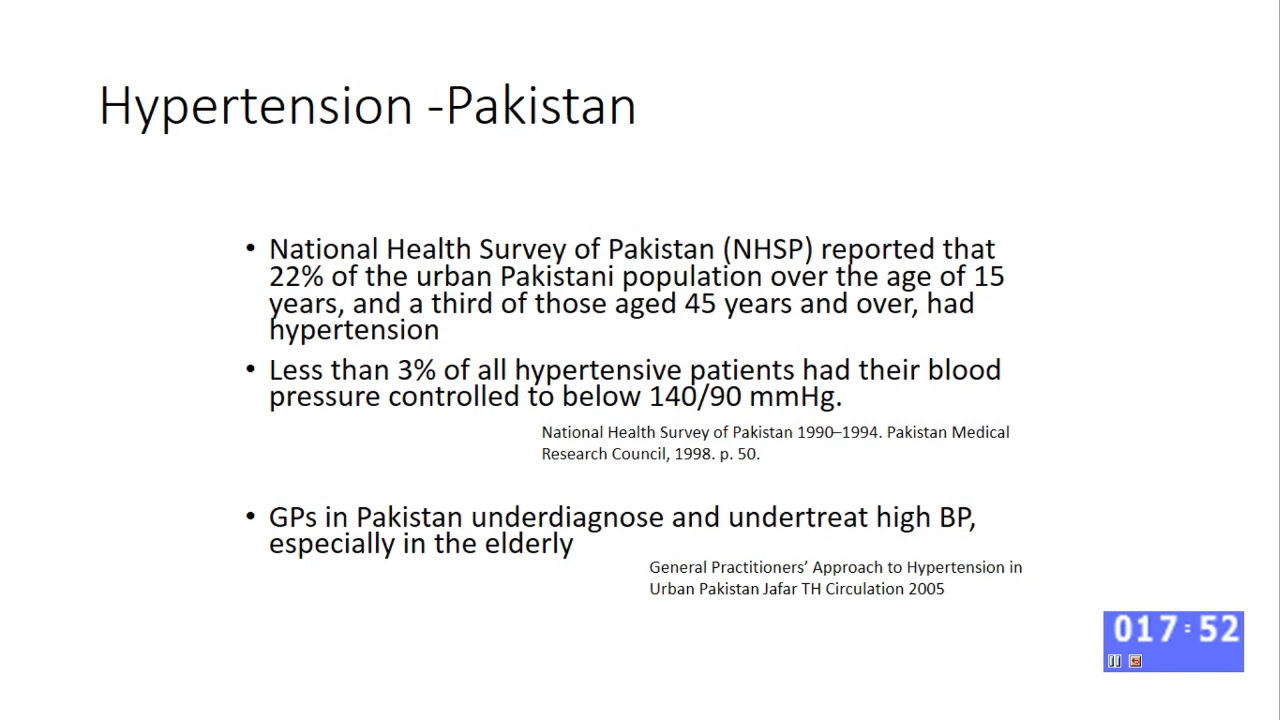 Hypertension -Pakistan
• National Health Survey of Pakistan (NHSP) reported that
22% of the urban Pakistani population over the age of 15
years, and a third of those aged 45 years and over, had
hypertension
• Less than 3% of all hypertensive patients had their blood
pressure controlled to below 140/90 mmHg.
National Health Survey of Pakistan 1990–1994. Pakistan Medical
Research Council, 1998. p. 50.
• GPs in Pakistan underdiagnose and undertreat high BP,
especially in the elderly
General Practitioners’ Approach to Hypertension in
Urban Pakistan Jafar TH Circulation 2005
017:52